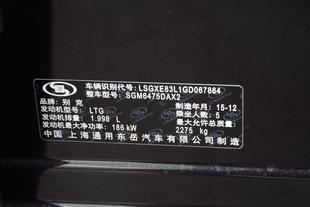 车辆识别代号: LSGXE83L1GD067864
整车型号: SGM6475DAX2
品牌: 别克 制造年月: 15-12
发动机型号: LTG 乘坐人数: 5
发动机排量: 1.998 L 最大允许总质量:
发动机最大净功率: 186 kW 2275 kg
中国 上海通用东岳汽车有限公司制造